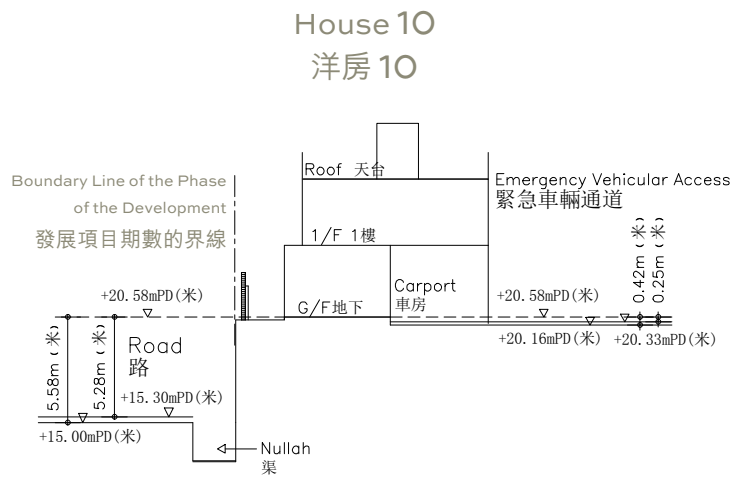 House 10
洋房 10
Roof 天台
Boundary Line of the Phase
of the Development
發展項目期數的界線
Emergency Vehicular Access
緊急車輛通道
1/F 1樓
0.42m (米)
0.25m (米)
Carport
車房
G/F地下
+20.58mPD(米)
+20.58mPD(米)
+20.16mPD(米)
+20.33mPD(米)
5.58m (米)
5.28m (米)
Road
路
+15.30mPD(米)
+15.00mPD(米)
Nullah
渠